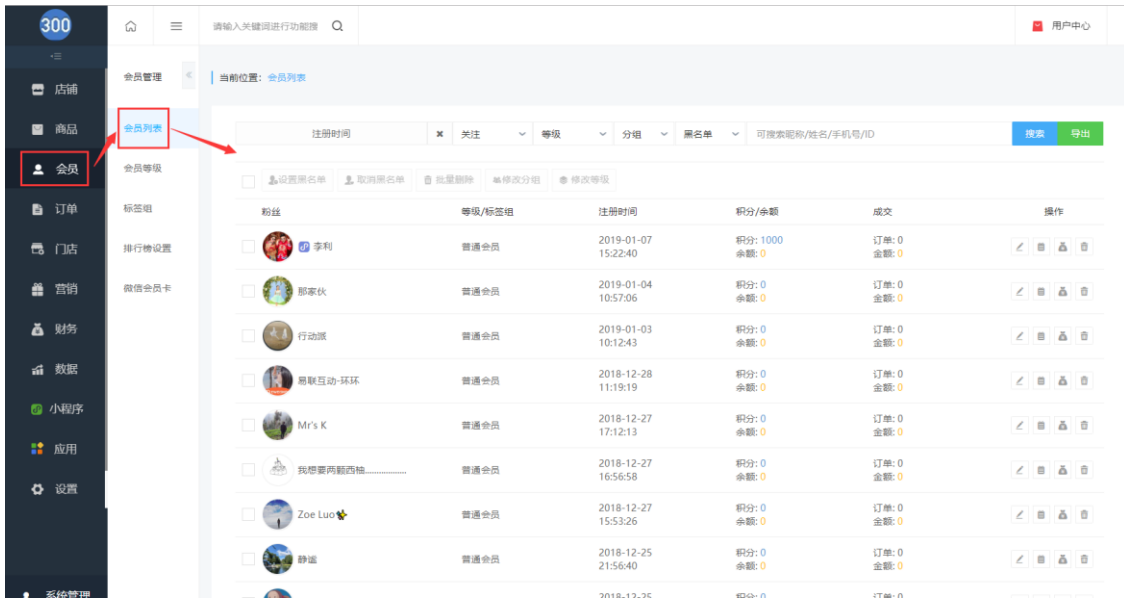 300
请输入关键词进行功能搜
用户中心
店铺
商品
会员
订单
门店
营销
财务
数据
小程序
应用
设置
系统管理
会员管理
会员列表
会员等级
标签组
排行榜设置
微信会员卡
当前位置：会员列表
注册时间 关注 等级 分组 黑名单 可搜索昵称/姓名/手机号/ID 搜索 导出
设置黑名单 取消黑名单 批量删除 修改分组 修改等级
粉丝 等级/标签组 注册时间 积分/余额 成交 操作
李利 普通会员 2019-01-07 15:22:40 积分: 1000 余额: 0 订单: 0 金额: 0
那家伙 普通会员 2019-01-04 10:57:06 积分: 0 余额: 0 订单: 0 金额: 0
行动派 普通会员 2019-01-03 10:12:43 积分: 0 余额: 0 订单: 0 金额: 0
易联互动-环环 普通会员 2018-12-28 11:19:19 积分: 0 余额: 0 订单: 0 金额: 0
Mr's K 普通会员 2018-12-27 17:12:13 积分: 0 余额: 0 订单: 0 金额: 0
我想要两颗西柚.................. 普通会员 2018-12-27 16:56:58 积分: 0 余额: 0 订单: 0 金额: 0
Zoe Luo 普通会员 2018-12-27 15:53:26 积分: 0 余额: 0 订单: 0 金额: 0
静谧 普通会员 2018-12-25 21:56:40 积分: 0 余额: 0 订单: 0 金额: 0
2018-12-25 积分: 0 订单: 0